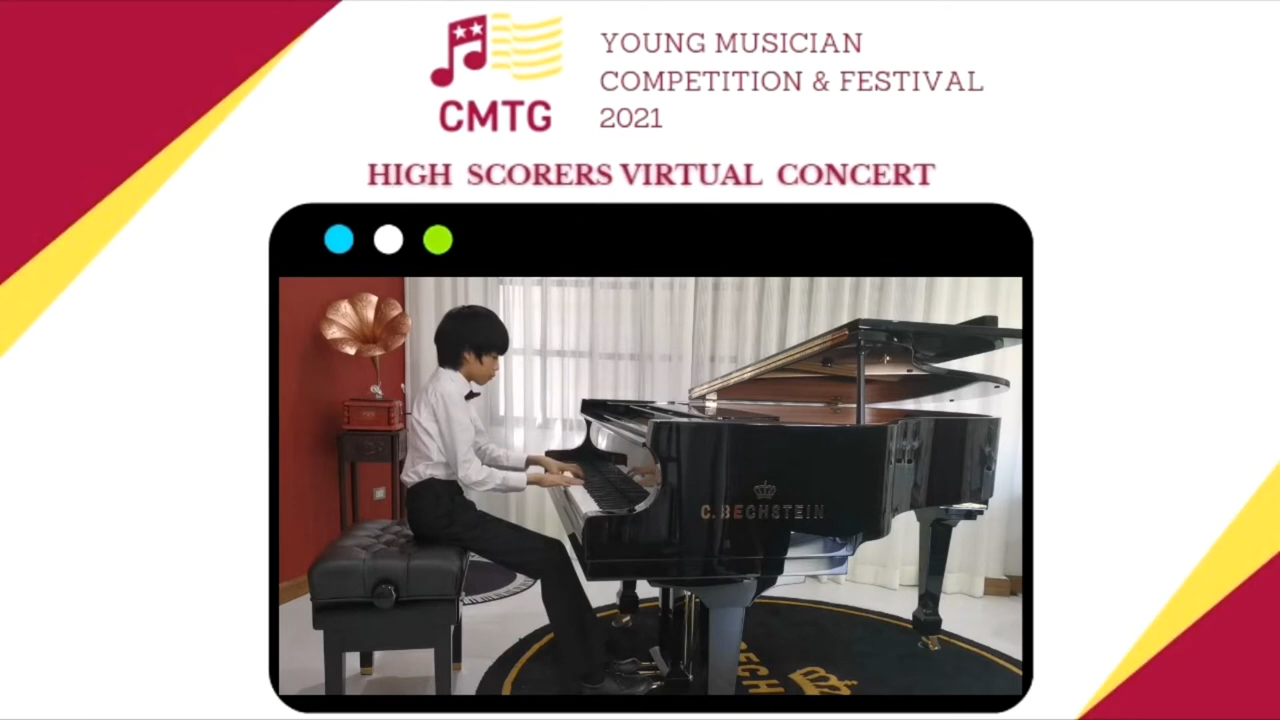 CMTG
YOUNG MUSICIAN
COMPETITION & FESTIVAL
2021
HIGH SCORERS VIRTUAL CONCERT
C. BECHSTEIN